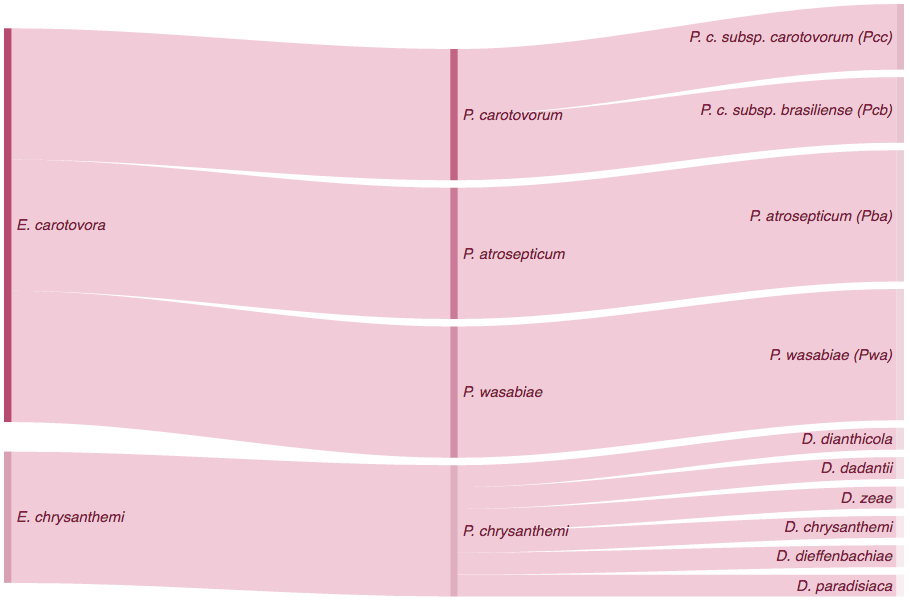 E. carotovora
E. chrysanthemi
P. carotovorum
P. atrosepticum
P. wasabiae
P. chrysanthemi
P. c. subsp. carotovorum (Pcc)
P. c. subsp. brasiliense (Pcb)
P. atrosepticum (Pba)
P. wasabiae (Pwa)
D. dianthicola
D. dadantii
D. zeae
D. chrysanthemi
D. dieffenbachiae
D. paradisiaca